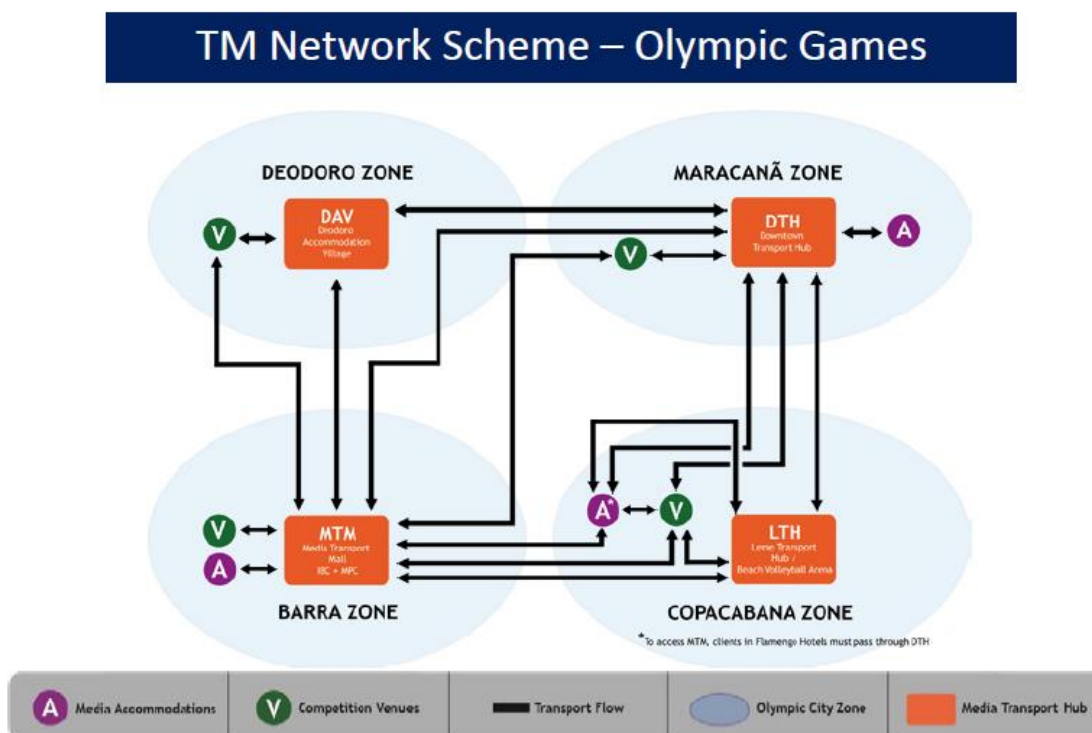 TM Network Scheme – Olympic Games
DEODORO ZONE
MARACANÃ ZONE
DAV
Deodoro
Accommodation
Village
V
DTH
Downtown
Transport Hub
A
V
A*
V
V
A
MTM
Media Transport
Mall
IBC + MPC
LTH
Leme Transport
Hub /
Beach Volleyball Arena
BARRA ZONE
COPACABANA ZONE
*To access MTM, clients in Flamengo Hotels must pass through DTH
A Media Accommodations
V Competition Venues
Transport Flow
Olympic City Zone
Media Transport Hub